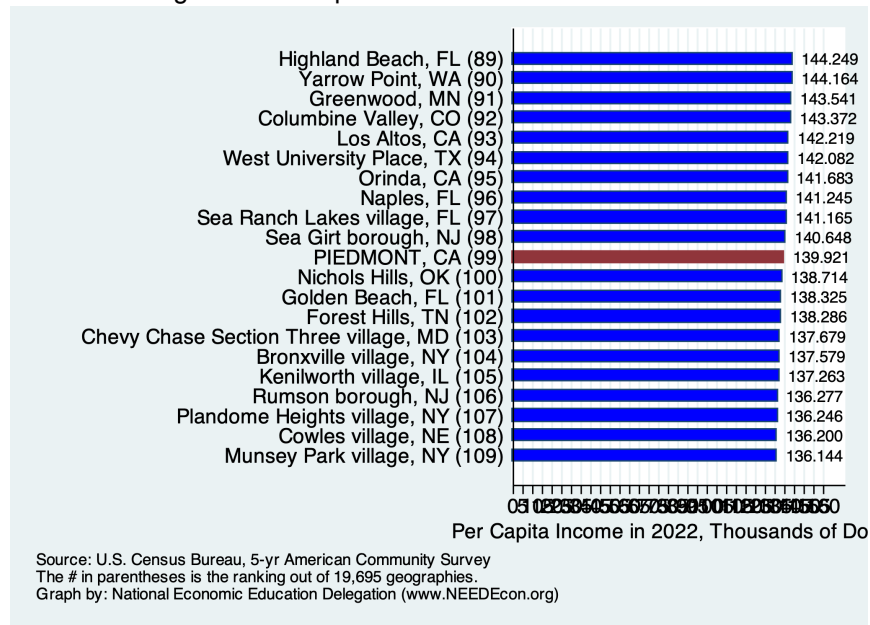 Highland Beach, FL (89) 144.249
Yarrow Point, WA (90) 144.164
Greenwood, MN (91) 143.541
Columbine Valley, CO (92) 143.372
Los Altos, CA (93) 142.219
West University Place, TX (94) 142.082
Orinda, CA (95) 141.683
Naples, FL (96) 141.245
Sea Ranch Lakes village, FL (97) 141.165
Sea Girt borough, NJ (98) 140.648
PIEDMONT, CA (99) 139.921
Nichols Hills, OK (100) 138.714
Golden Beach, FL (101) 138.325
Forest Hills, TN (102) 138.286
Chevy Chase Section Three village, MD (103) 137.679
Bronxville village, NY (104) 137.579
Kenilworth village, IL (105) 137.263
Rumson borough, NJ (106) 136.277
Plandome Heights village, NY (107) 136.246
Cowles village, NE (108) 136.200
Munsey Park village, NY (109) 136.144
Per Capita Income in 2022, Thousands of Do
Source: U.S. Census Bureau, 5-yr American Community Survey
The # in parentheses is the ranking out of 19,695 geographies.
Graph by: National Economic Education Delegation (www.NEEDEcon.org)